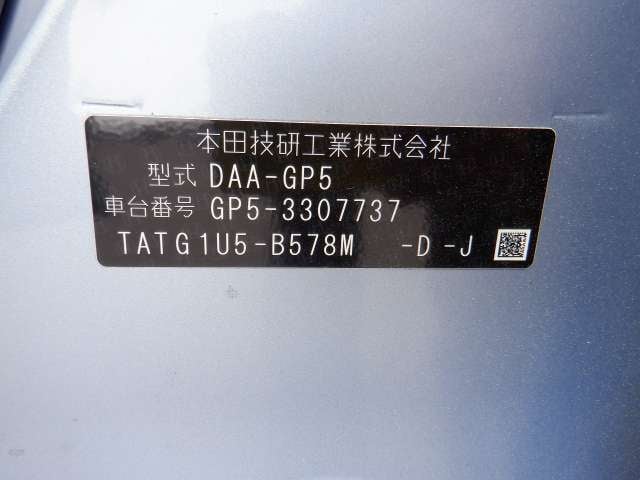 本田技研工業株式会社
型式 DAA-GP5
車台番号 GP5-3307737
TATG1U5-B578M -D -J